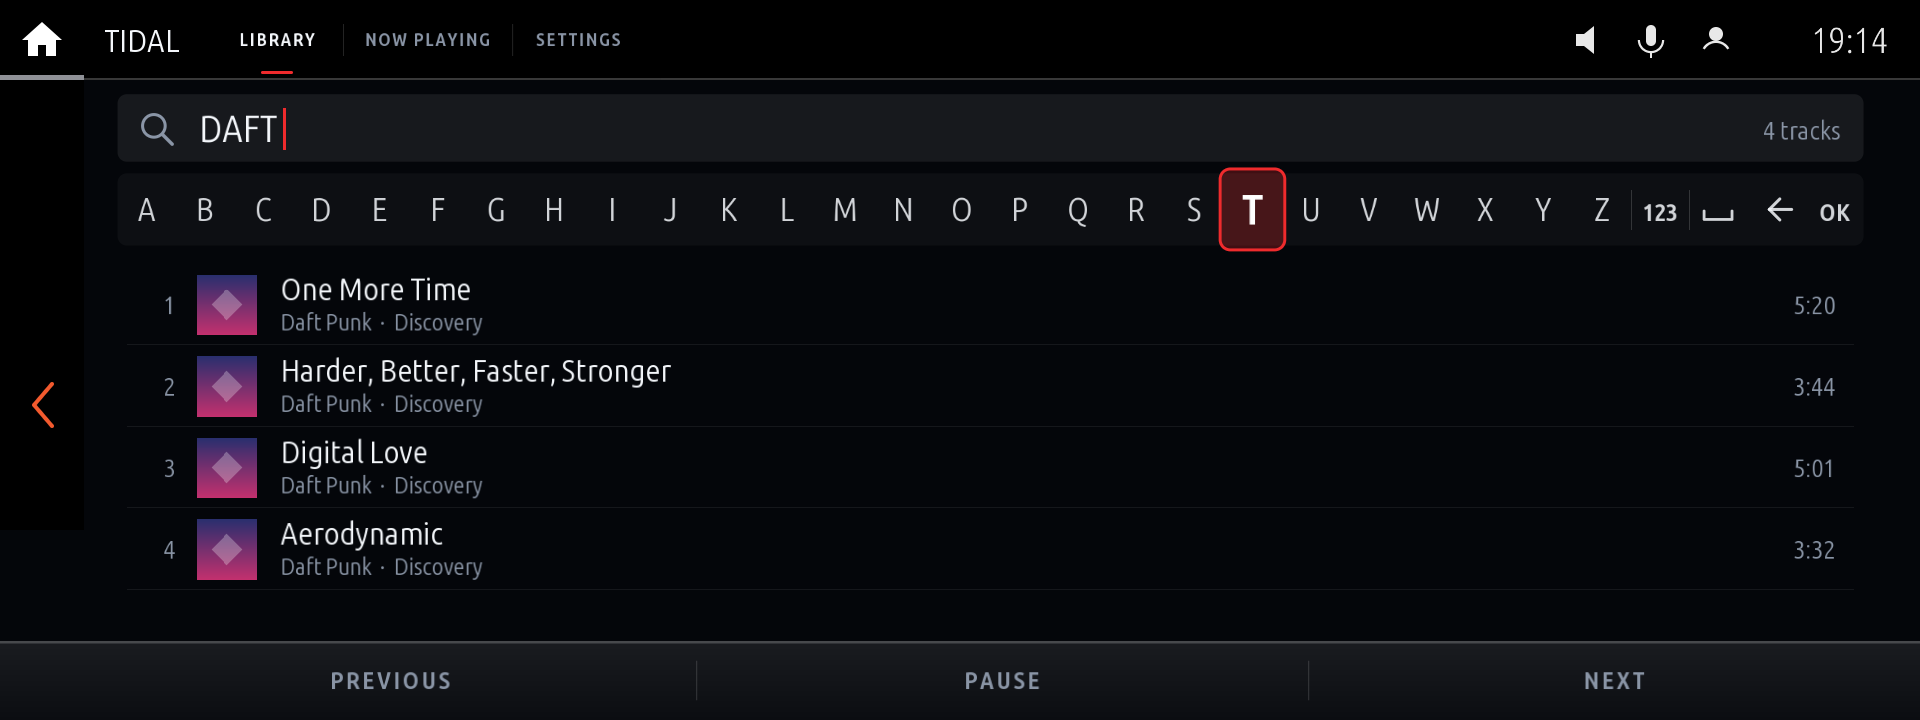 TIDAL LIBRARY NOW PLAYING SETTINGS 19:14
DAFT 4 tracks
A B C D E F G H I J K L M N O P Q R S T U V W X Y Z 123 OK
1 One More Time 5:20
Daft Punk · Discovery
2 Harder, Better, Faster, Stronger 3:44
Daft Punk · Discovery
3 Digital Love 5:01
Daft Punk · Discovery
4 Aerodynamic 3:32
Daft Punk · Discovery
PREVIOUS PAUSE NEXT